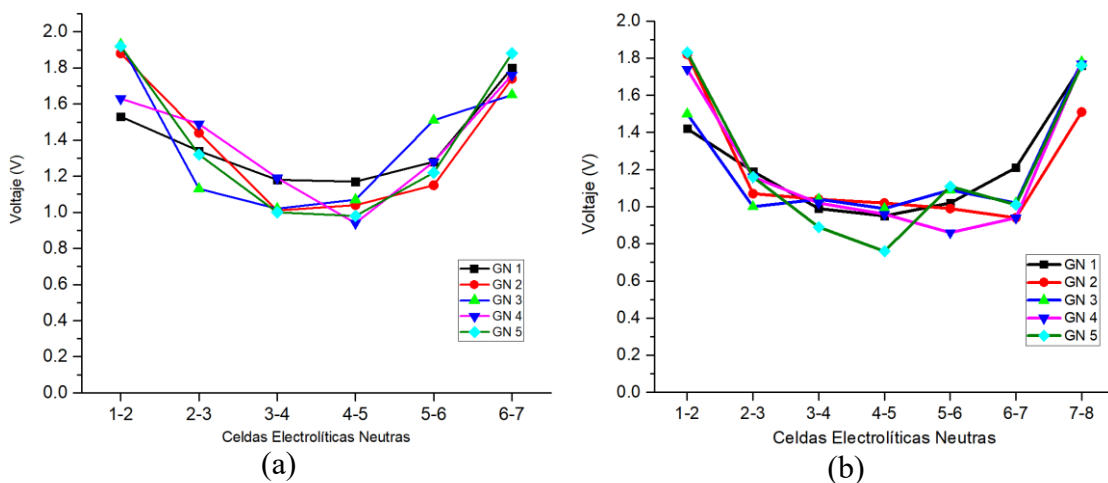 2.0
1.8
1.6
1.4
1.2
1.0
0.8
0.6
0.4
0.2
0.0
Voltaje (V)
1-2 2-3 3-4 4-5 5-6 6-7
Celdas Electrolíticas Neutras
GN 1
GN 2
GN 3
GN 4
GN 5
(a)
2.0
1.8
1.6
1.4
1.2
1.0
0.8
0.6
0.4
0.2
0.0
Voltaje (V)
1-2 2-3 3-4 4-5 5-6 6-7 7-8
Celdas Electrolíticas Neutras
GN 1
GN 2
GN 3
GN 4
GN 5
(b)